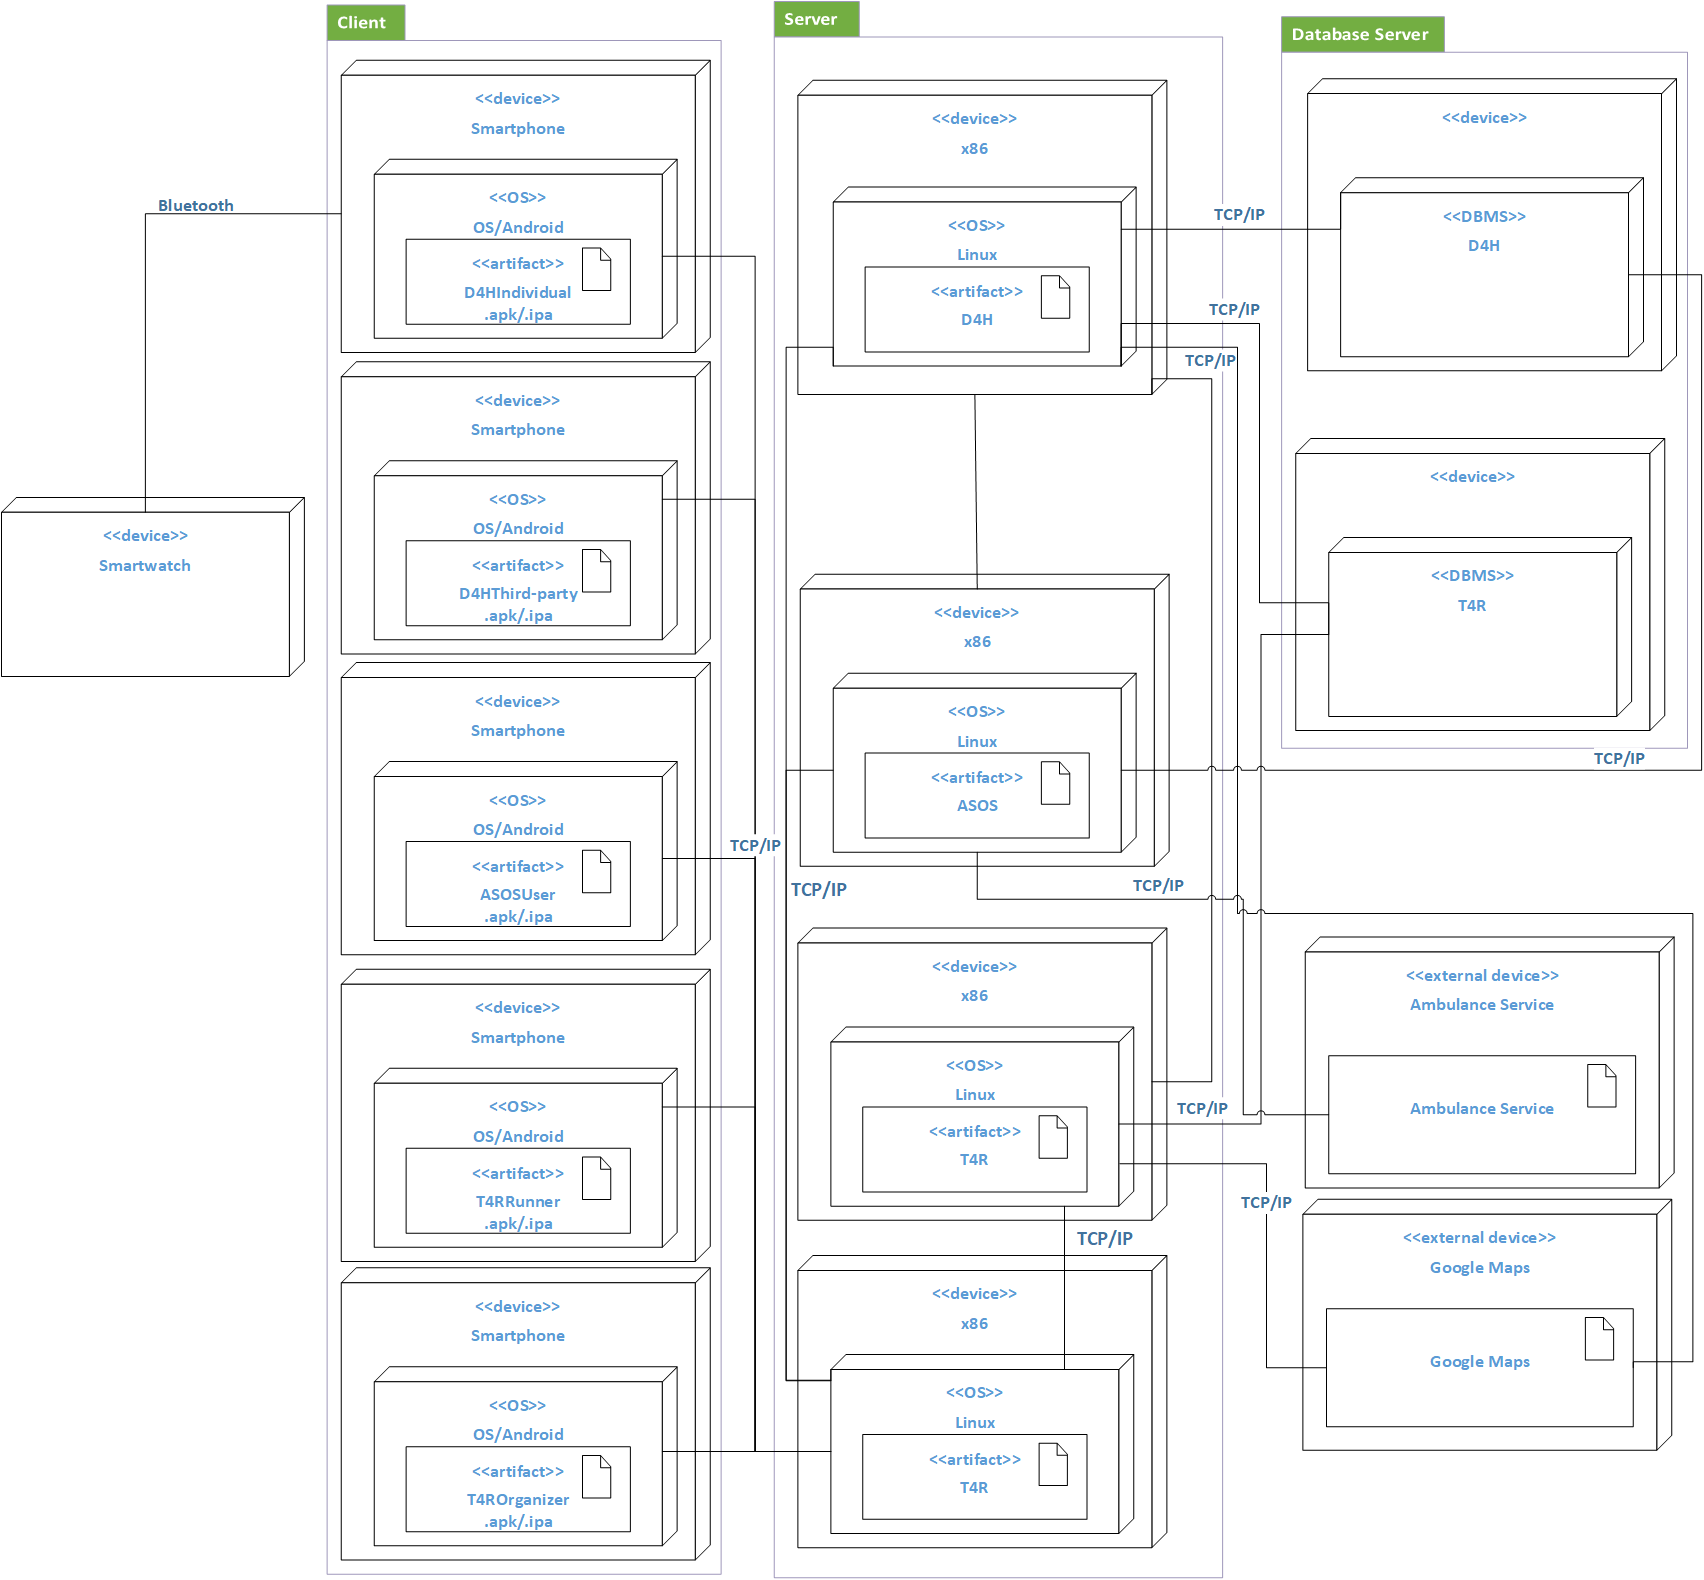 Client
<<device>>
Smartphone
<<OS>>
OS/Android
<<artifact>>
D4HIndividual
.apk/.ipa
<<device>>
Smartphone
<<OS>>
OS/Android
<<artifact>>
D4HThird-party
.apk/.ipa
<<device>>
Smartphone
<<OS>>
OS/Android
<<artifact>>
ASOSUser
.apk/.ipa
<<device>>
Smartphone
<<OS>>
OS/Android
<<artifact>>
T4RRunner
.apk/.ipa
<<device>>
Smartphone
<<OS>>
OS/Android
<<artifact>>
T4ROrganizer
.apk/.ipa
Bluetooth
<<device>>
Smartwatch
TCP/IP
Server
<<device>>
x86
<<OS>>
Linux
<<artifact>>
D4H
<<device>>
x86
<<OS>>
Linux
<<artifact>>
ASOS
TCP/IP
<<device>>
x86
<<OS>>
Linux
<<artifact>>
T4R
TCP/IP
<<device>>
x86
<<OS>>
Linux
<<artifact>>
T4R
TCP/IP
TCP/IP
TCP/IP
TCP/IP
TCP/IP
TCP/IP
Database Server
<<device>>
<<DBMS>>
D4H
<<device>>
<<DBMS>>
T4R
TCP/IP
<<external device>>
Ambulance Service
Ambulance Service
<<external device>>
Google Maps
Google Maps